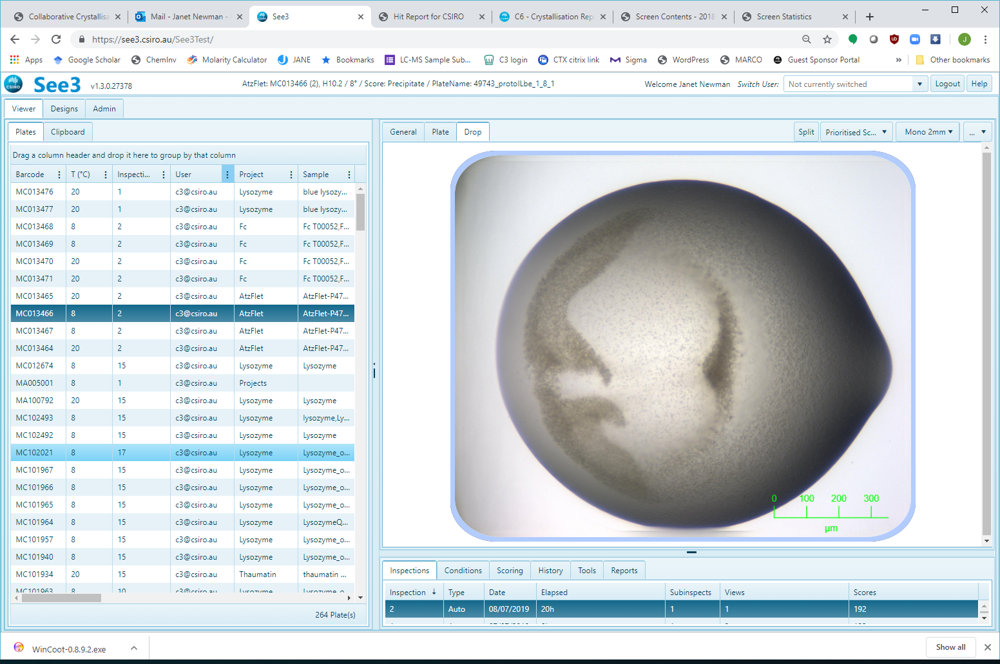 Collaborative Crystallisa
Mail - Janet Newman -
See3
Hit Report for CSIRO
C6 - Crystallisation Rep
Screen Contents - 2018
Screen Statistics
https://see3.csiro.au/See3Test/
J
Apps
Google Scholar
ChemInv
Molarity Calculator
JANE
Bookmarks
LC-MS Sample Sub...
C3 login
CTX citrix link
Sigma
WordPress
MARCO
Guest Sponsor Portal
»
Other bookmarks
CSIRO
See3
v1.3.0.27378
AtzFlet: MC013466 (2), H10.2 / 8° / Score: Precipitate / PlateName: 49743_protoILbe_1_8_1
Welcome Janet Newman
Switch User:
Not currently switched
Logout
Help
Viewer
Designs
Admin
Plates
Clipboard
Drag a column header and drop it here to group by that column
Barcode T (°C) Inspecti... User Project Sample
MC013476 20 1 c3@csiro.au Lysozyme blue lysozy...
MC013477 20 1 c3@csiro.au Lysozyme blue lysozy...
MC013468 8 2 c3@csiro.au Fc Fc T00052,F...
MC013469 8 2 c3@csiro.au Fc Fc T00052,F...
MC013470 20 2 c3@csiro.au Fc Fc T00052,F...
MC013471 20 2 c3@csiro.au Fc Fc T00052,F...
MC013465 20 2 c3@csiro.au AtzFlet AtzFlet-P47...
MC013466 8 2 c3@csiro.au AtzFlet AtzFlet-P47...
MC013467 8 2 c3@csiro.au AtzFlet AtzFlet-P47...
MC013464 20 2 c3@csiro.au AtzFlet AtzFlet-P47...
MC012674 8 15 c3@csiro.au Lysozyme Lysozyme
MA005001 8 1 c3@csiro.au Projects
MA100792 20 15 c3@csiro.au Lysozyme Lysozyme
MC102493 8 15 c3@csiro.au Lysozyme lysozyme,Ly...
MC102492 8 15 c3@csiro.au Lysozyme Lysozyme
MC102021 8 17 c3@csiro.au Lysozyme Lysozyme_o...
MC101967 8 15 c3@csiro.au Lysozyme Lysozyme_o...
MC101966 8 15 c3@csiro.au Lysozyme Lysozyme_o...
MC101965 8 15 c3@csiro.au Lysozyme Lysozyme_o...
MC101964 8 15 c3@csiro.au Lysozyme LysozymeQ...
MC101957 8 15 c3@csiro.au Lysozyme Lysozyme_o...
MC101940 8 15 c3@csiro.au Lysozyme Lysozyme_o...
MC101934 20 15 c3@csiro.au Thaumatin thaumatin ...
MC101963 8 10 c3@csiro.au Lysozyme Lysozyme_o
264 Plate(s)
General
Plate
Drop
Split
Prioritised Sc...
Mono 2mm
...
0 100 200 300
µm
Inspections
Conditions
Scoring
History
Tools
Reports
Inspection Type Date Elapsed Subinspects Views Scores
2 Auto 08/07/2019 20h 1 1 192
WinCoot-0.8.9.2.exe
Show all